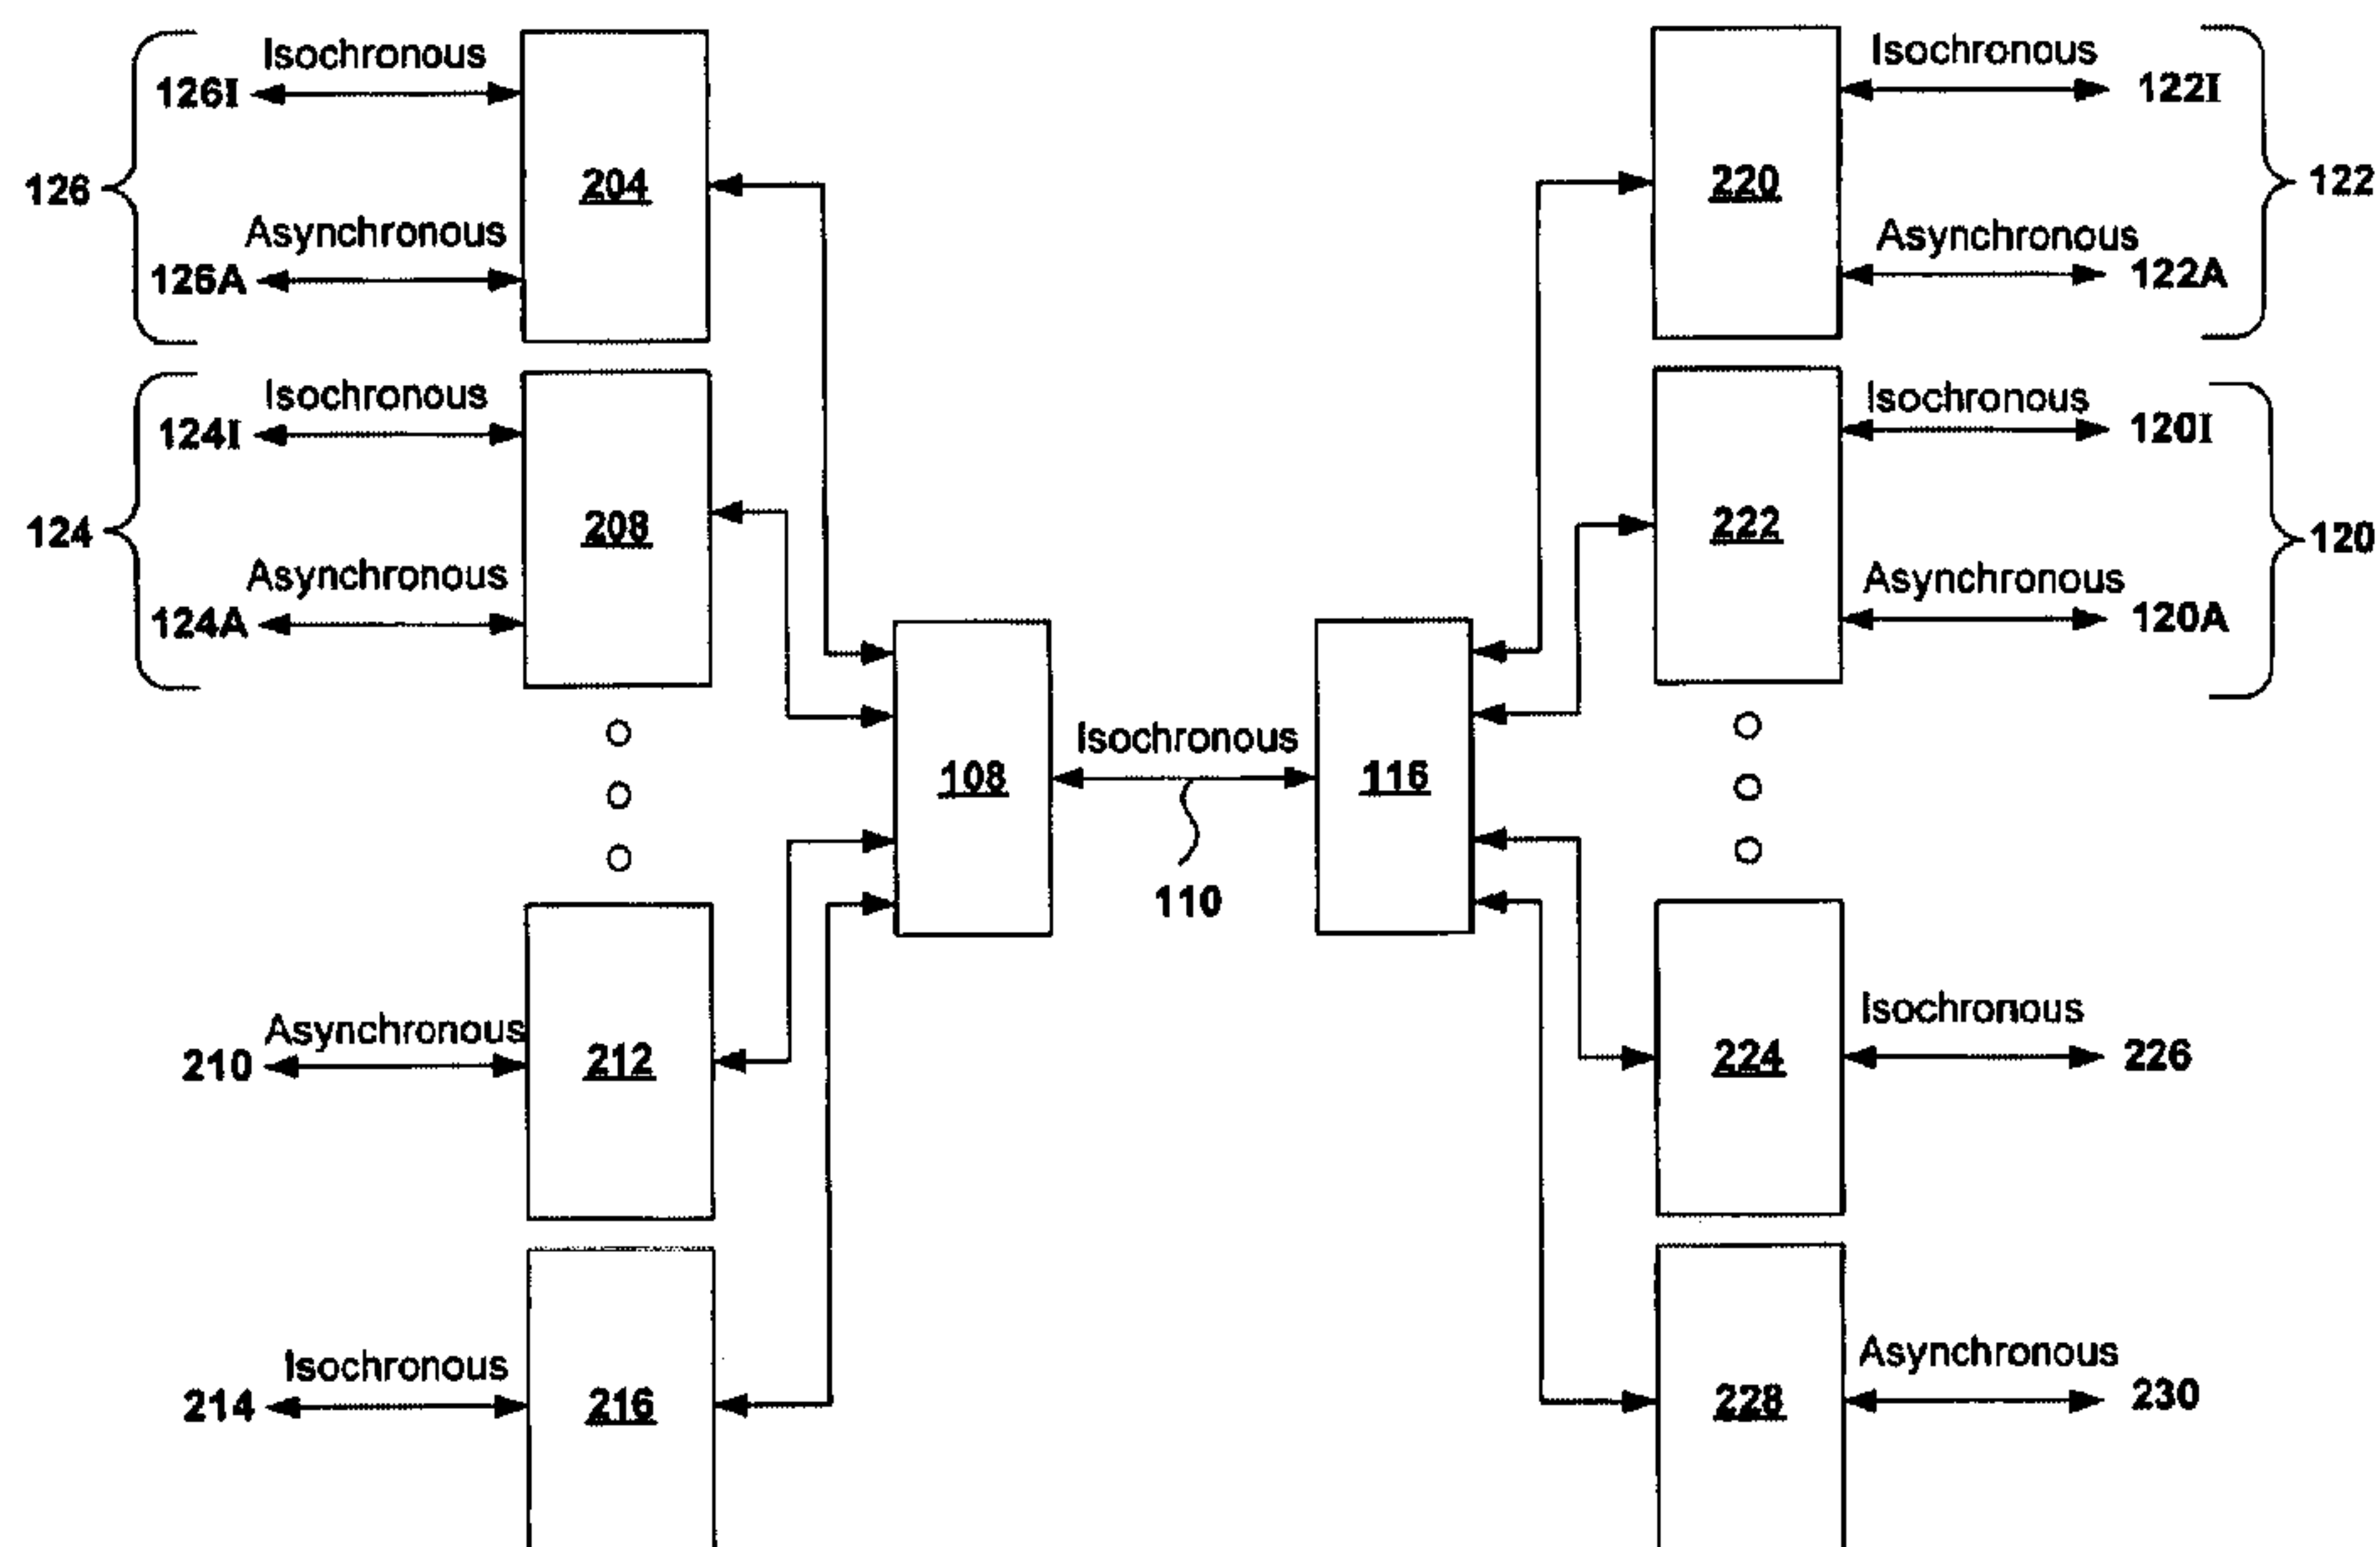 Isochronous
126I
126
204
Asynchronous
126A
Isochronous
124I
124
208
Asynchronous
124A
108
Isochronous
110
116
Asynchronous
210
212
Isochronous
214
216
Isochronous
122I
122
220
Asynchronous
122A
Isochronous
120I
120
222
Asynchronous
120A
224
Isochronous
226
228
Asynchronous
230